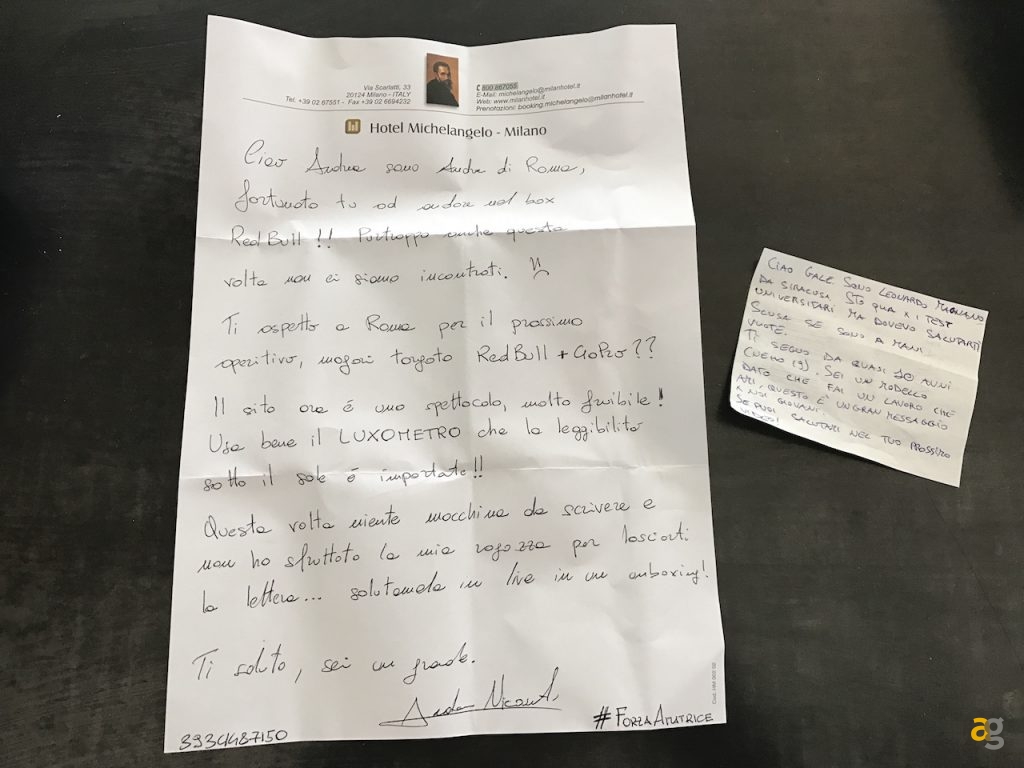 Via Scarlatti, 33
20124 Milano - ITALY
Tel. +39 02 67551 - Fax +39 02 6694232
800 867055
E-Mail: michelangelo@milanhotel.it
Web: www.milanhotel.it
Prenotazioni: booking.michelangelo@milanhotel.it
Hotel Michelangelo - Milano
Ciao Andrea sono Andrea di Roma,
fortunato tu ad andare nel box
Red Bull!! Purtroppo anche questa
volta non ci siamo incontrati.
Ti aspetto a Roma per il prossimo
aperitivo, magari targato RedBull + GoPro??
Il sito ora é uno spettacolo, molto fruibile!
Usa bene il LUXOMETRO che la leggibilità
sotto il sole é importate!!
Questa volta niente macchina da scrivere e
non ho sfruttato la mia ragazza per lasciarti
la lettera... salutamela in live in un unboxing!
Ti saluto, sei un grande.
Andrea
3934487150
#ForzaAmatrice
CIAO GALE. SONO LEONARDO
DA SIRACUSA STO QUA X I TEST
UNIVERSITARI MA DOVEVO SALUTARTI
SCUSA SE SONO A MANI
VUOTE.
TI SEGUO DA QUASI 10 ANNI
(9). SEI UN MODELLO
DATO CHE FAI UN LAVORO CHE
AMI, QUESTO É UN GRAN MESSAGGIO
X NOI GIOVANI.
SE PUOI SALUTAMI NEL TUO PROSSIMO
VIDEO!
ag